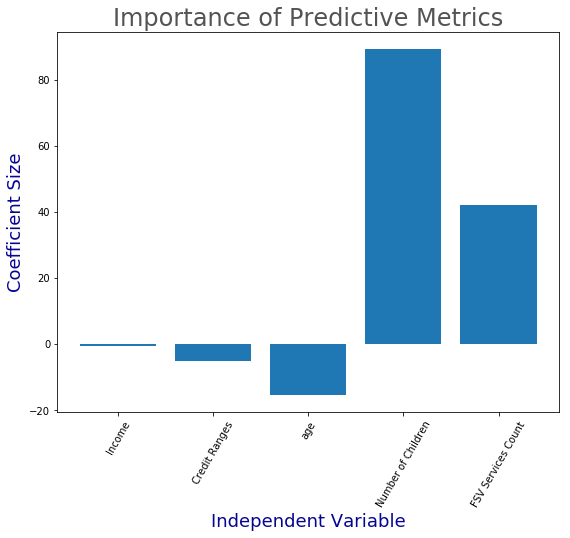 Importance of Predictive Metrics
80
60
40
20
0
−20
Coefficient Size
Income
Credit Ranges
age
Number of Children
FSV Services Count
Independent Variable